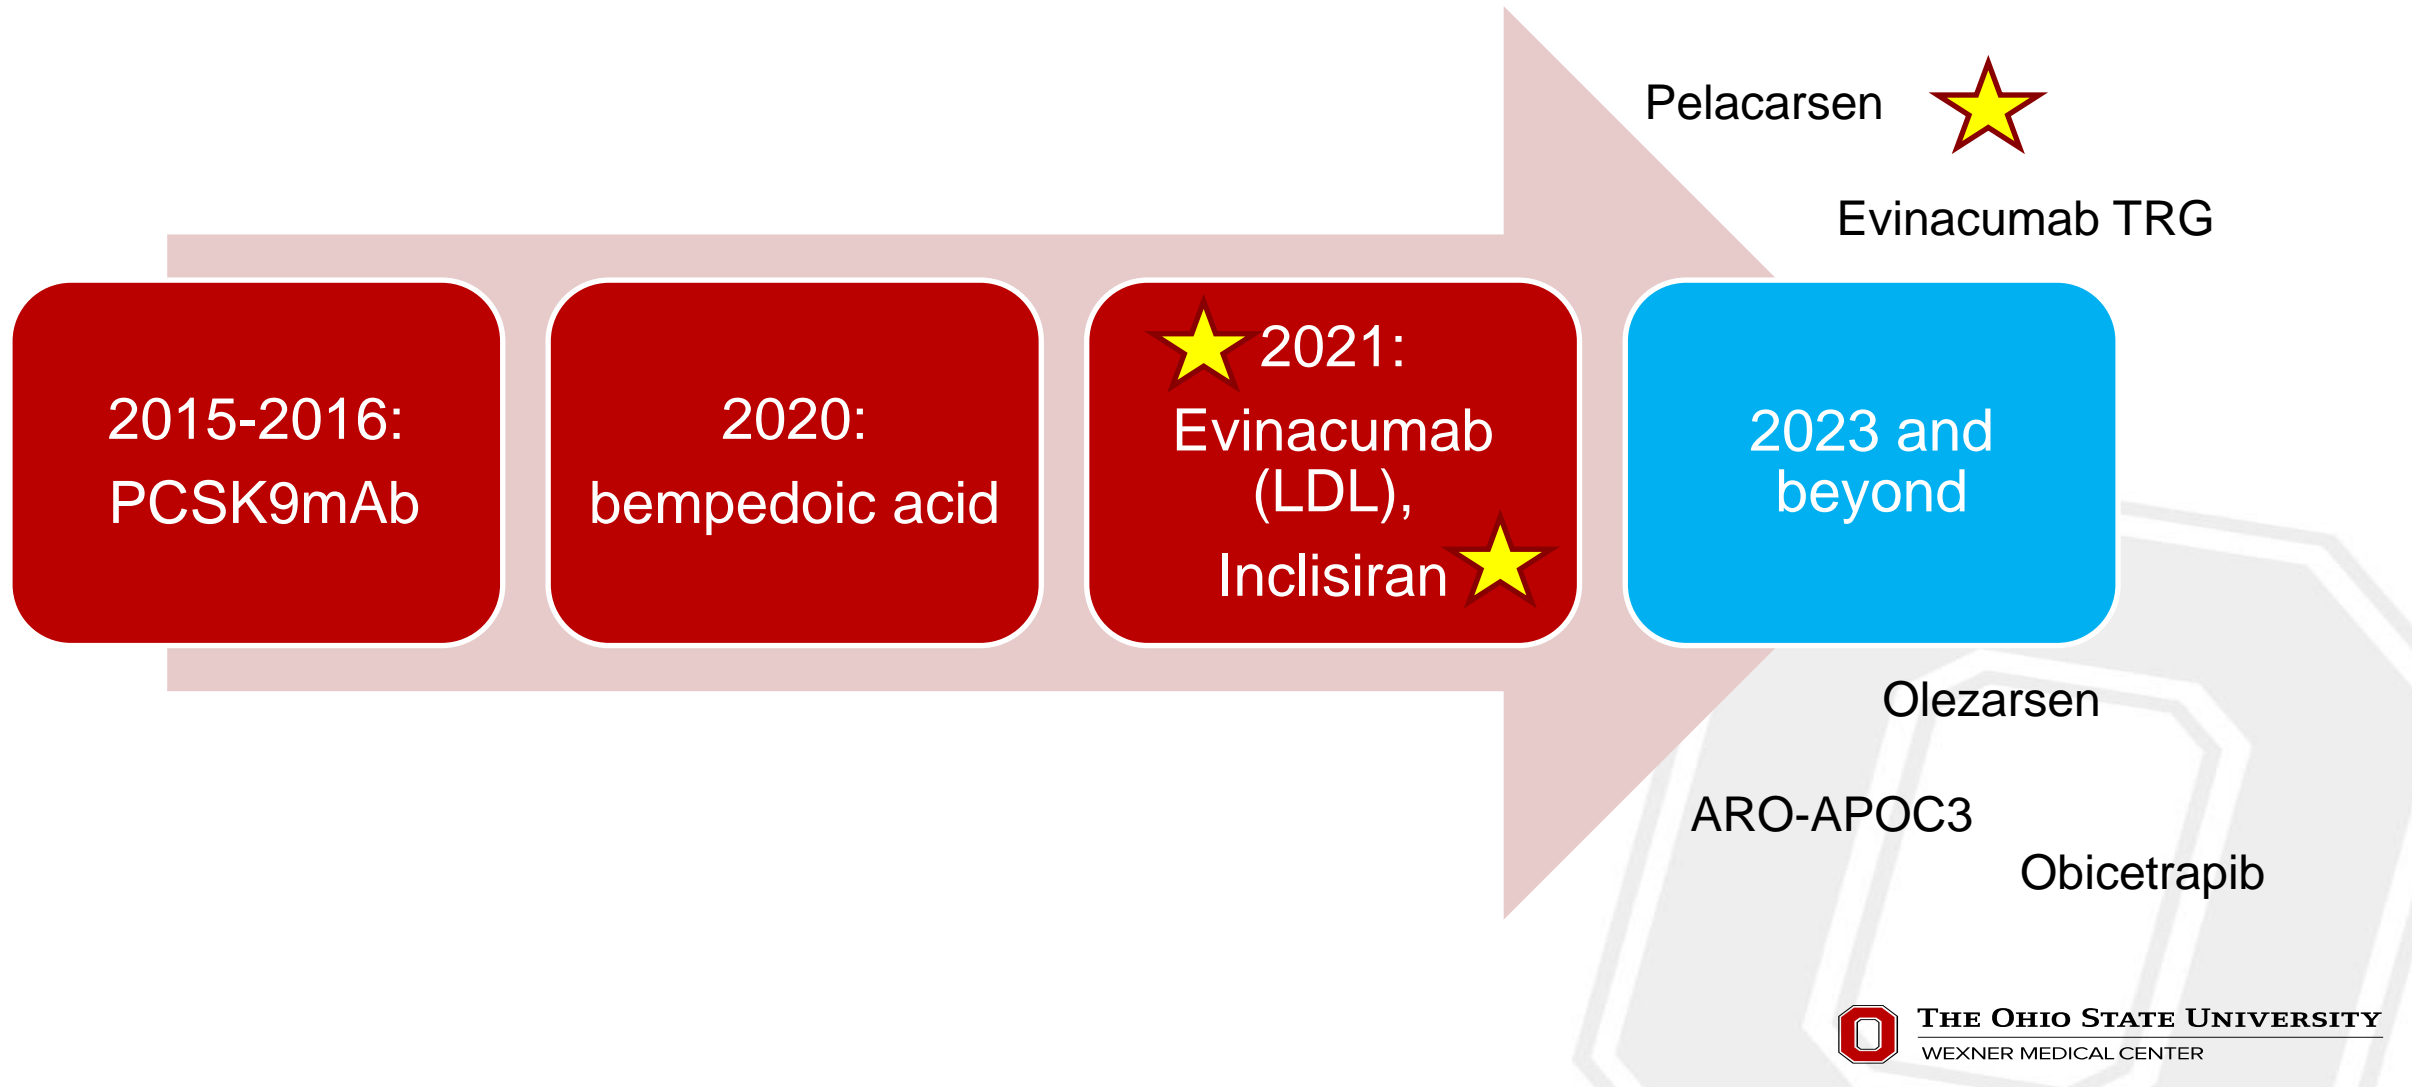 Pelacarsen
Evinacumab TRG
2015-2016:
PCSK9mAb
2020:
bempedoic acid
2021:
Evinacumab
(LDL),
Inclisiran
2023 and
beyond
Olezarsen
ARO-APOC3
Obicetrapib
THE OHIO STATE UNIVERSITY
WEXNER MEDICAL CENTER